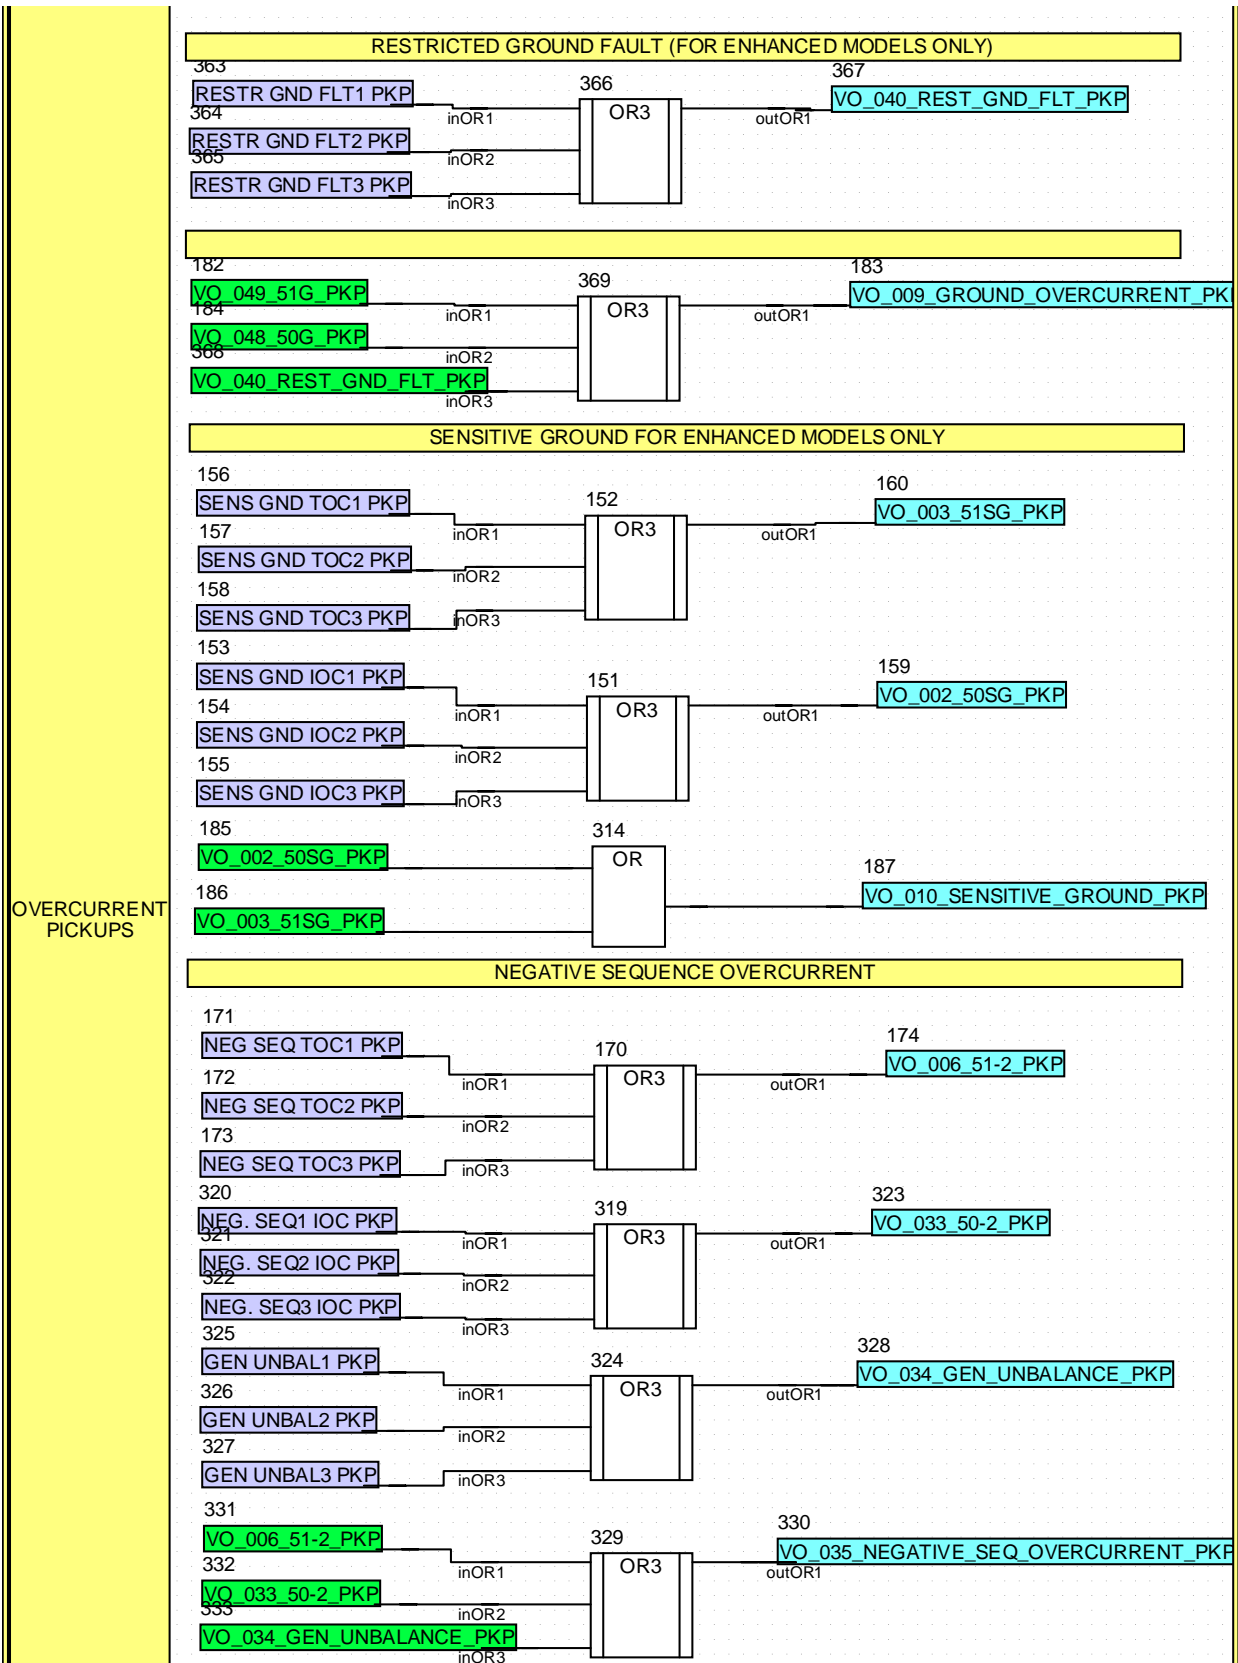 RESTRICTED GROUND FAULT (FOR ENHANCED MODELS ONLY)
363
RESTR GND FLT1 PKP
364
RESTR GND FLT2 PKP
365
RESTR GND FLT3 PKP
inOR1
inOR2
inOR3
366
OR3
outOR1
367
VO_040_REST_GND_FLT_PKP
182
VO_049_51G_PKP
184
VO_048_50G_PKP
368
VO_040_REST_GND_FLT_PKP
inOR1
inOR2
inOR3
369
OR3
outOR1
183
VO_009_GROUND_OVERCURRENT_PK
SENSITIVE GROUND FOR ENHANCED MODELS ONLY
156
SENS GND TOC1 PKP
157
SENS GND TOC2 PKP
158
SENS GND TOC3 PKP
inOR1
inOR2
inOR3
152
OR3
outOR1
160
VO_003_51SG_PKP
153
SENS GND IOC1 PKP
154
SENS GND IOC2 PKP
155
SENS GND IOC3 PKP
inOR1
inOR2
inOR3
151
OR3
outOR1
159
VO_002_50SG_PKP
185
VO_002_50SG_PKP
186
VO_003_51SG_PKP
314
OR
187
VO_010_SENSITIVE_GROUND_PKP
OVERCURRENT
PICKUPS
NEGATIVE SEQUENCE OVERCURRENT
171
NEG SEQ TOC1 PKP
172
NEG SEQ TOC2 PKP
173
NEG SEQ TOC3 PKP
inOR1
inOR2
inOR3
170
OR3
outOR1
174
VO_006_51-2_PKP
320
NEG. SEQ1 IOC PKP
321
NEG. SEQ2 IOC PKP
322
NEG. SEQ3 IOC PKP
inOR1
inOR2
inOR3
319
OR3
outOR1
323
VO_033_50-2_PKP
325
GEN UNBAL1 PKP
326
GEN UNBAL2 PKP
327
GEN UNBAL3 PKP
inOR1
inOR2
inOR3
324
OR3
outOR1
328
VO_034_GEN_UNBALANCE_PKP
331
VO_006_51-2_PKP
332
VO_033_50-2_PKP
333
VO_034_GEN_UNBALANCE_PKP
inOR1
inOR2
inOR3
329
OR3
outOR1
330
VO_035_NEGATIVE_SEQ_OVERCURRENT_PKP